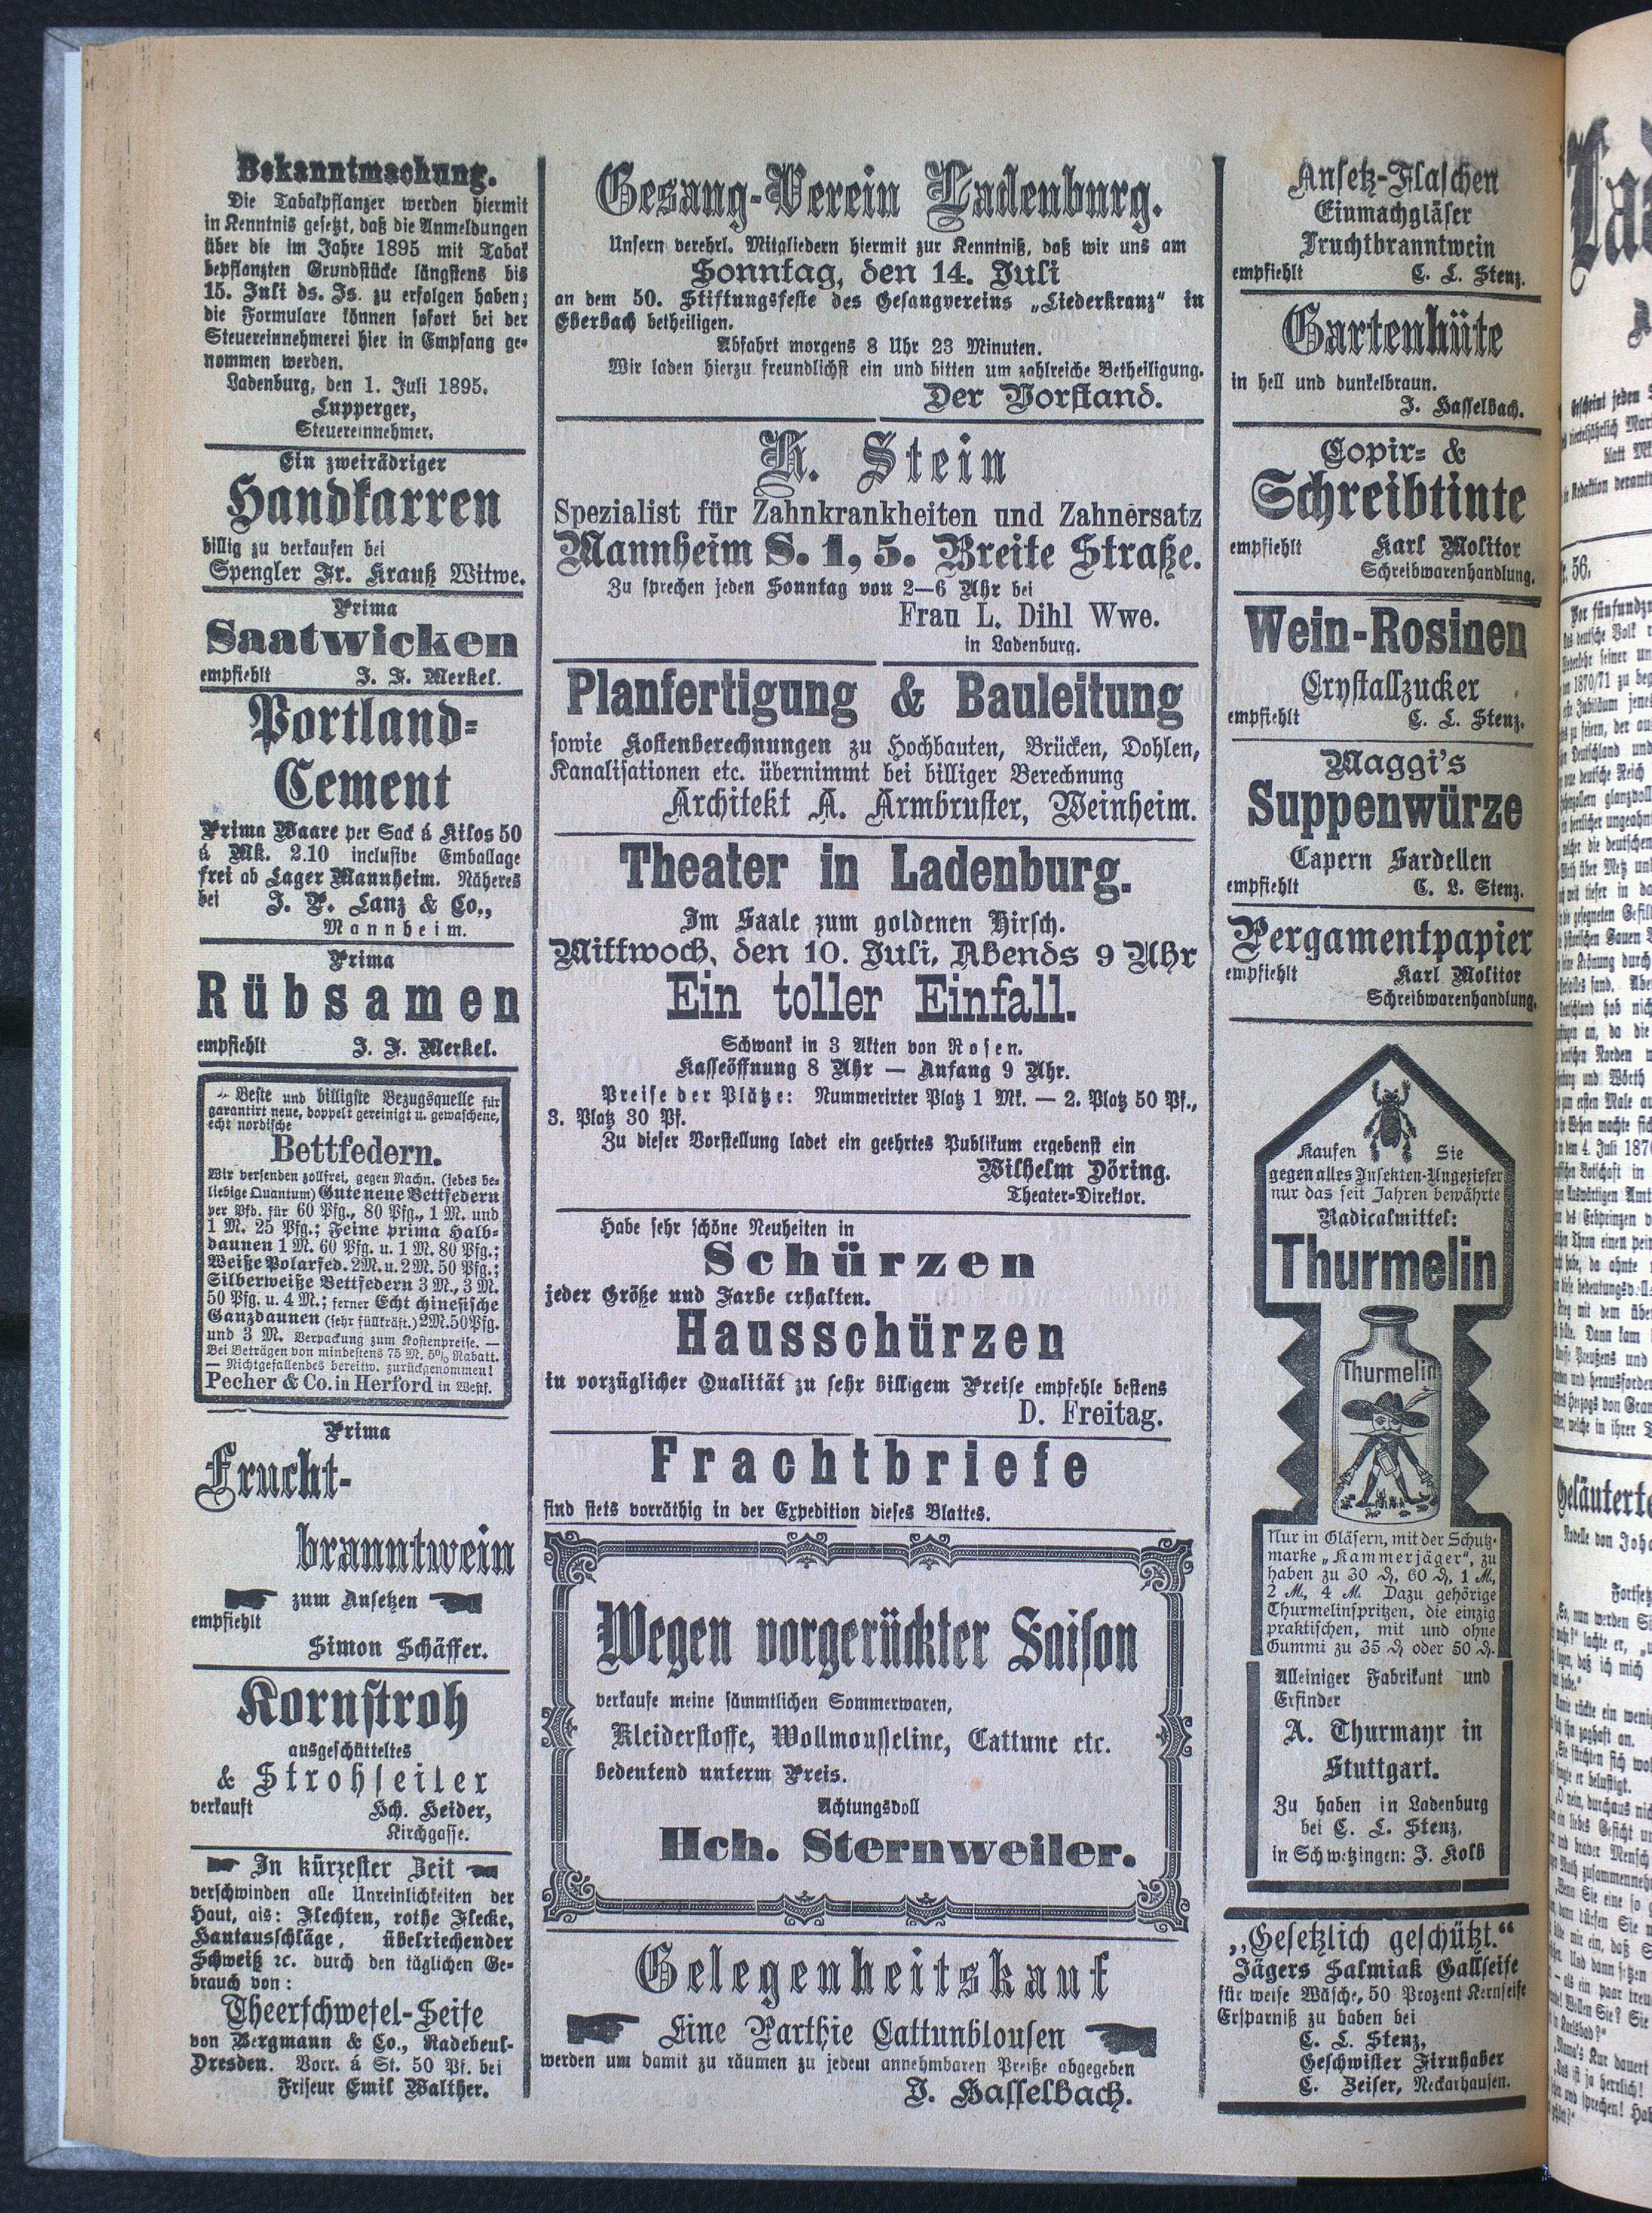 Bekanntmachung.
Die Tabakpflanzer werden hiermit
in Kenntnis gesetzt, daß die Anmeldungen
über die im Jahre 1895 mit Tabak
bepflanzten Grundstücke längstens bis
15. Juli ds. Js. zu erfolgen haben;
die Formulare können sofort bei der
Steuereinnehmerei hier in Empfang ge-
nommen werden.
Ladenburg, den 1. Juli 1895.
Lupperger,
Steuereinnehmer.
Ein zweirädriger
Handkarren
billig zu verkaufen bei
Spengler Fr. Krauß Witwe.
Prima
Saatwicken
empfiehlt J. F. Merkel.
Portland-
Cement
Prima Waare per Sack á Kilos 50
á Mk. 2.10 inclusive Emballage
frei ab Lager Mannheim. Näheres
bei J. P. Lanz & Co.,
Mannheim.
Prima
Rübsamen
empfiehlt J. F. Merkel.
Beste und billigste Bezugsquelle für
garantirt neue, doppelt gereinigt u. gewaschene,
echt nordische
Bettfedern.
Wir versenden zollfrei, gegen Nachn. (jedes be-
liebige Quantum) Gute neue Bettfedern
per Pfd. für 60 Pfg., 80 Pfg., 1 M. und
1 M. 25 Pfg.; Feine prima Halb-
daunen 1 M. 60 Pfg. u. 1 M. 80 Pfg.;
Weiße Polarfed. 2 M. u. 2 M. 50 Pfg.;
Silberweiße Bettfedern 3 M., 3 M.
50 Pfg. u. 4 M.; ferner Echt chinesische
Ganzdaunen (sehr füllkräft.) 2 M. 50 Pfg.
und 3 M. Verpackung zum Kostenpreise. —
Bei Beträgen von mindestens 75 M. 5% Rabatt.
— Nichtgefallendes bereitw. zurückgenommen!
Pecher & Co. in Herford in Westf.
Prima
Frucht-
branntwein
zum Ansetzen
empfiehlt
Simon Schäffer.
Kornstroh
ausgeschütteltes
& Strohseiler
verkauft Hch. Heider,
Kirchgasse.
In kürzester Zeit
verschwinden alle Unreinlichkeiten der
Haut, als: Flechten, rothe Flecke,
Hautausschläge, übelriechender
Schweiß ꝛc. durch den täglichen Ge-
brauch von:
Theerschwefel-Seife
von Bergmann & Co., Radebeul-
Dresden. Vorr. á St. 50 Pf. bei
Friseur Emil Walther.
Gesang-Verein Ladenburg.
Unsern verehrl. Mitgliedern hiermit zur Kenntniß, daß wir uns am
Sonntag, den 14. Juli
an dem 50. Stiftungsfeste des Gesangvereins „Liederkranz“ in
Eberbach betheiligen.
Abfahrt morgens 8 Uhr 23 Minuten.
Wir laden hierzu freundlichst ein und bitten um zahlreiche Betheiligung.
Der Vorstand.
K. Stein
Spezialist für Zahnkrankheiten und Zahnersatz
Mannheim S. 1, 5. Breite Straße.
Zu sprechen jeden Sonntag von 2—6 Uhr bei
Frau L. Dihl Wwe.
in Ladenburg.
Planfertigung & Bauleitung
sowie Kostenberechnungen zu Hochbauten, Brücken, Dohlen,
Kanalisationen etc. übernimmt bei billiger Berechnung
Architekt A. Armbruster, Weinheim.
Theater in Ladenburg.
Im Saale zum goldenen Hirsch.
Mittwoch, den 10. Juli, Abends 9 Uhr
Ein toller Einfall.
Schwank in 3 Akten von Rosen.
Kasseöffnung 8 Uhr — Anfang 9 Uhr.
Preise der Plätze: Nummerirter Platz 1 Mk. — 2. Platz 50 Pf.,
3. Platz 30 Pf.
Zu dieser Vorstellung ladet ein geehrtes Publikum ergebenst ein
Wilhelm Döring.
Theater-Direktor.
Habe sehr schöne Neuheiten in
Schürzen
jeder Größe und Farbe erhalten.
Hausschürzen
in vorzüglicher Qualität zu sehr billigem Preise empfehle bestens
D. Freitag.
Frachtbriefe
sind stets vorräthig in der Expedition dieses Blattes.
Wegen vorgerückter Saison
verkaufe meine sämmtlichen Sommerwaren,
Kleiderstoffe, Wollmousseline, Cattune etc.
bedeutend unterm Preis.
Achtungsvoll
Hch. Sternweiler.
Gelegenheitskauf
Eine Parthie Cattunblousen
werden um damit zu räumen zu jedem annehmbaren Preiße abgegeben
J. Hasselbach.
Ansetz-Flaschen
Einmachgläser
Fruchtbranntwein
empfiehlt C. L. Stenz.
Gartenhüte
in hell und dunkelbraun.
J. Hasselbach.
Copir- &
Schreibtinte
empfiehlt Karl Molitor
Schreibwarenhandlung.
Wein-Rosinen
Crystallzucker
empfiehlt C. L. Stenz.
Maggi's
Suppenwürze
Capern Sardellen
empfiehlt C. L. Stenz.
Pergamentpapier
empfiehlt Karl Molitor
Schreibwarenhandlung.
Kaufen Sie
gegen alles Insekten-Ungeziefer
nur das seit Jahren bewährte
Radicalmittel:
Thurmelin
Thurmelin
Nur in Gläsern, mit der Schutz-
marke „Kammerjäger“, zu
haben zu 30 ₰, 60 ₰, 1 M,
2 M, 4 M. Dazu gehörige
Thurmelinspritzen, die einzig
praktischen, mit und ohne
Gummi zu 35 ₰ oder 50 ₰.
Alleiniger Fabrikant und
Erfinder
A. Thurmayr in
Stuttgart.
Zu haben in Ladenburg
bei C. L. Stenz,
in Schwetzingen: J. Kolb
„Gesetzlich geschützt.“
Jägers Salmiak Gallseife
für weise Wäsche, 50 Prozent Kernseife
Ersparniß zu haben bei
C. L. Stenz,
Geschwister Firnhaber
C. Zeiser, Neckarhausen.